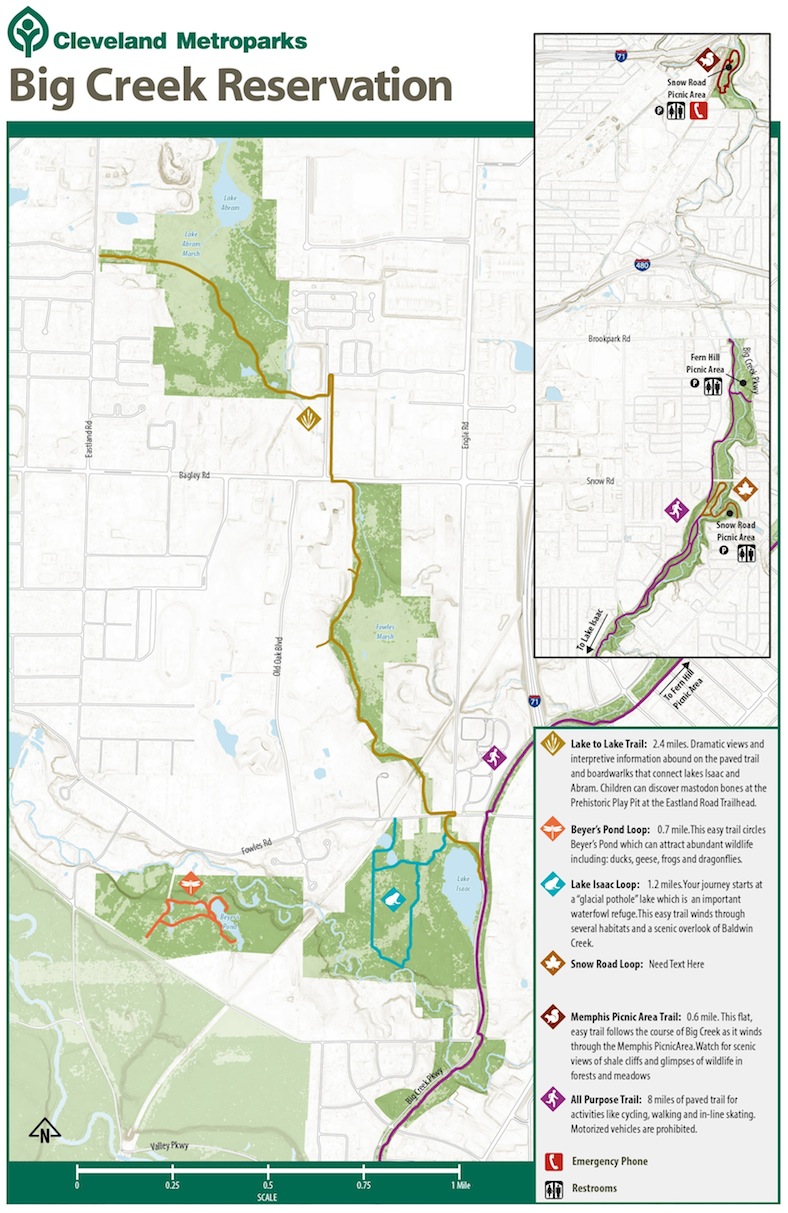 Cleveland Metroparks
Big Creek Reservation
71
Snow Road
Picnic Area
P
480
Brookpark Rd
Big Creek Pkwy
Fern Hill
Picnic Area
P
Snow Rd
Snow Road
Picnic Area
P
To Lake Isaac
Lake
Abram
Lake
Abram
Marsh
Eastland Rd
Engle Rd
Bagley Rd
Old Oak Blvd
Fowles
Marsh
To Fern Hill
Picnic Area
71
Fowles Rd
Lake
Isaac
Beyer's
Pond
Big Creek Pkwy
Valley Pkwy
N
0 0.25 0.5 0.75 1 Mile
SCALE
Lake to Lake Trail: 2.4 miles. Dramatic views and
interpretive information abound on the paved trail
and boardwarlks that connect lakes Isaac and
Abram. Children can discover mastodon bones at the
Prehistoric Play Pit at the Eastland Road Trailhead.
Beyer's Pond Loop: 0.7 mile.This easy trail circles
Beyer's Pond which can attract abundant wildlife
including: ducks, geese, frogs and dragonflies.
Lake Isaac Loop: 1.2 miles.Your journey starts at
a "glacial pothole" lake which is an important
waterfowl refuge.This easy trail winds through
several habitats and a scenic overlook of Baldwin
Creek.
Snow Road Loop: Need Text Here
Memphis Picnic Area Trail: 0.6 mile. This flat,
easy trail follows the course of Big Creek as it winds
through the Memphis PicnicArea.Watch for scenic
views of shale cliffs and glimpses of wildlife in
forests and meadows
All Purpose Trail: 8 miles of paved trail for
activities like cycling, walking and in-line skating.
Motorized vehicles are prohibited.
Emergency Phone
Restrooms